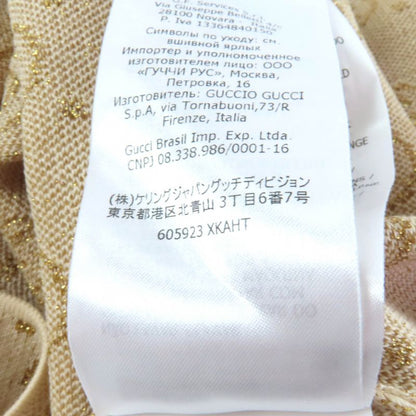 G.F. Services S.r.l.
Via Giuseppe
28100 Novara -
P. Iva 13364840150
Символы по уходу: см
вшивной ярлык
Импортер и уполномоченное
изготовителем лицо: ООО
«ГУЧЧИ РУС», Москва,
Петровка, 16
Изготовитель: GUCCIO GUCCI
S.p.A, via Tornabuoni,73/R
Firenze, Italia
Gucci Brasil Imp. Exp. Ltda.
CNPJ 08.338.986/0001-16
(株)ケリングジャパングッチディビジョン
東京都港区北青山 3丁目6番7号
605923 XKAHT